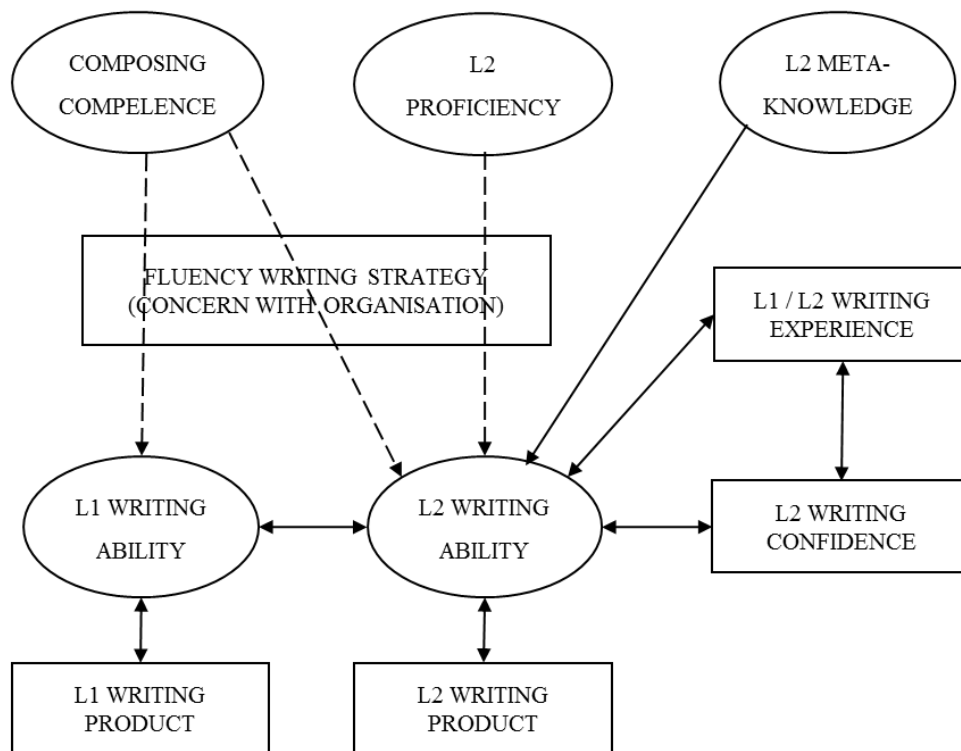 COMPOSING
COMPELENCE
L2
PROFICIENCY
L2 META-
KNOWLEDGE
FLUENCY WRITING STRATEGY
(CONCERN WITH ORGANISATION)
L1 / L2 WRITING
EXPERIENCE
L1 WRITING
ABILITY
L2 WRITING
ABILITY
L2 WRITING
CONFIDENCE
L1 WRITING
PRODUCT
L2 WRITING
PRODUCT